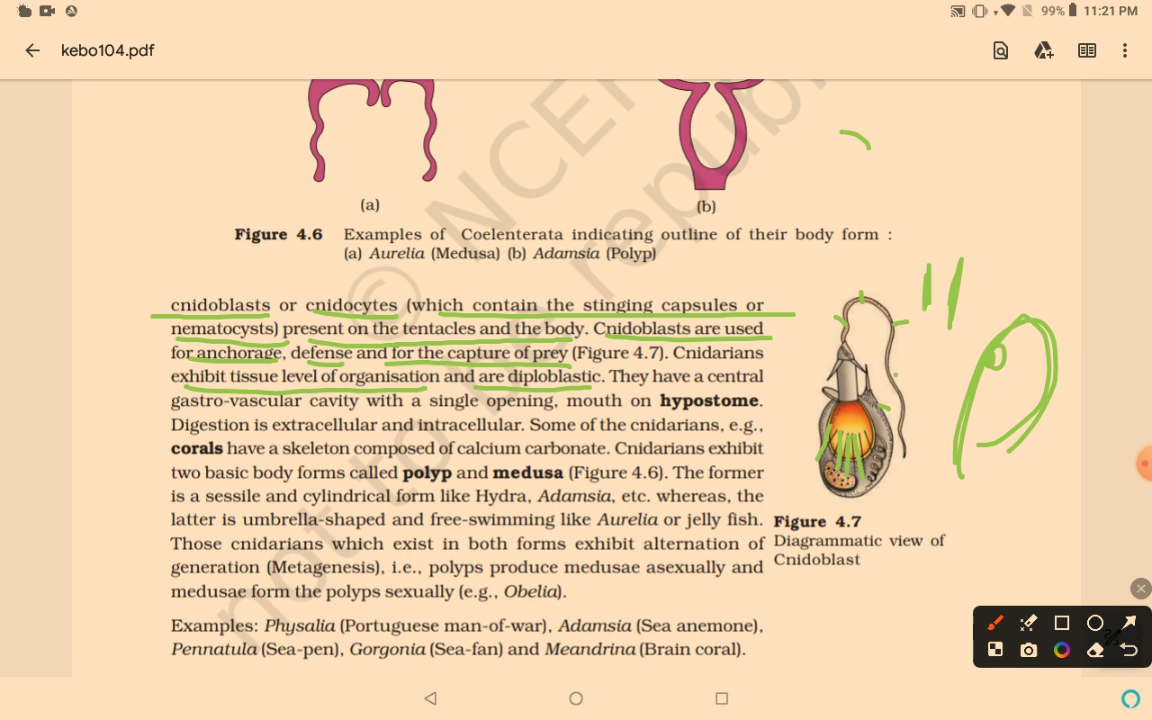 99% 11:21 PM
kebo104.pdf
(a) (b)
Figure 4.6 Examples of Coelenterata indicating outline of their body form :
(a) Aurelia (Medusa) (b) Adamsia (Polyp)
cnidoblasts or cnidocytes (which contain the stinging capsules or
nematocysts) present on the tentacles and the body. Cnidoblasts are used
for anchorage, defense and for the capture of prey (Figure 4.7). Cnidarians
exhibit tissue level of organisation and are diploblastic. They have a central
gastro-vascular cavity with a single opening, mouth on hypostome.
Digestion is extracellular and intracellular. Some of the cnidarians, e.g.,
corals have a skeleton composed of calcium carbonate. Cnidarians exhibit
two basic body forms called polyp and medusa (Figure 4.6). The former
is a sessile and cylindrical form like Hydra, Adamsia, etc. whereas, the
latter is umbrella-shaped and free-swimming like Aurelia or jelly fish.
Those cnidarians which exist in both forms exhibit alternation of
generation (Metagenesis), i.e., polyps produce medusae asexually and
medusae form the polyps sexually (e.g., Obelia).
Examples: Physalia (Portuguese man-of-war), Adamsia (Sea anemone),
Pennatula (Sea-pen), Gorgonia (Sea-fan) and Meandrina (Brain coral).
Figure 4.7
Diagrammatic view of
Cnidoblast
© NCER
not to be republ